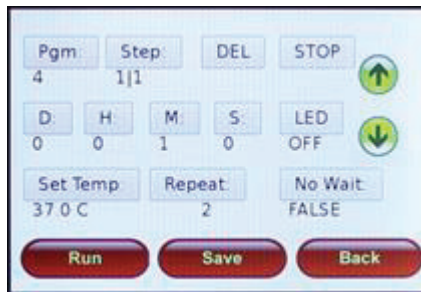 Pgm: Step: DEL STOP
4 1|1
D: H: M: S: LED
0 0 1 0 OFF
Set Temp: Repeat: No Wait:
37.0 C 2 FALSE
Run Save Back